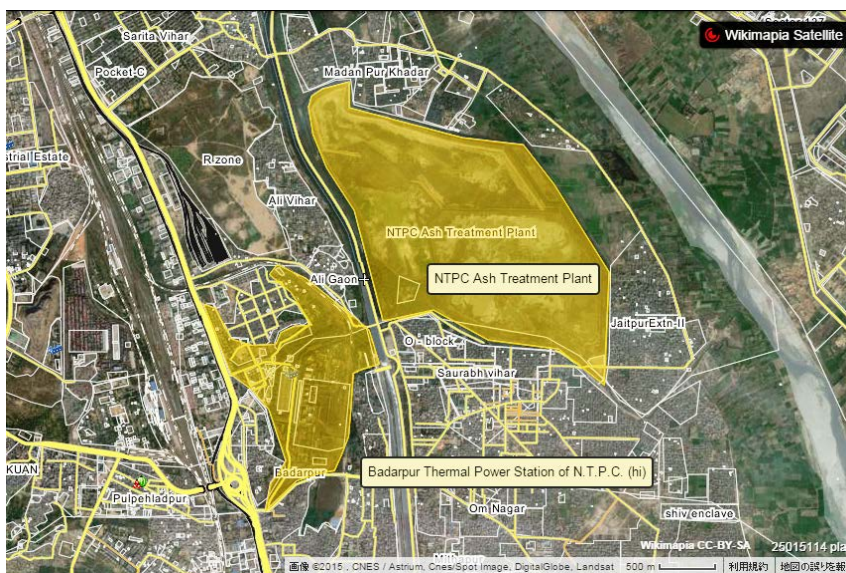 Sarita Vihar
Wikimapia Satellite
Pocket-C
Madan Pur Khadar
strial Estate
R.zone
Ali Vihar
NTPC Ash Treatment Plant
Ali Gaon
NTPC Ash Treatment Plant
JaitpurExtn-II
O - block
Saurabh vihar
Badarpur
Badarpur Thermal Power Station of N.T.P.C. (hi)
KUAN
Pulpehladpur
Om Nagar
shiv enclave
Wikimapia CC-BY-SA
25015114 pla
画像 ©2015 , CNES / Astrium, Cnes/Spot Image, DigitalGlobe, Landsat
500 m
利用規約
地図の誤りを報